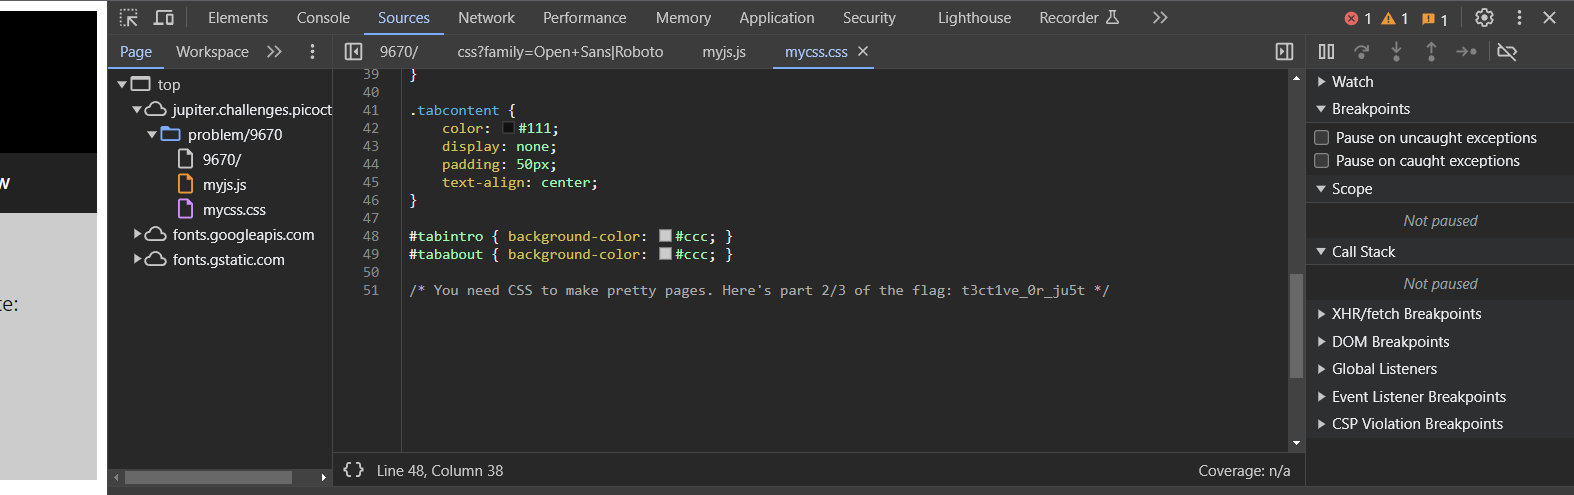 Elements Console Sources Network Performance Memory Application Security Lighthouse Recorder 1 1 1
Page Workspace 9670/ css?family=Open+Sans|Roboto myjs.js mycss.css
top
jupiter.challenges.picoct
problem/9670
9670/
myjs.js
mycss.css
fonts.googleapis.com
fonts.gstatic.com
w
te:
39 }
40
41 .tabcontent {
42 color: #111;
43 display: none;
44 padding: 50px;
45 text-align: center;
46 }
47
48 #tabintro { background-color: #ccc; }
49 #tababout { background-color: #ccc; }
50
51 /* You need CSS to make pretty pages. Here's part 2/3 of the flag: t3ct1ve_0r_ju5t */
{} Line 48, Column 38 Coverage: n/a
Watch
Breakpoints
Pause on uncaught exceptions
Pause on caught exceptions
Scope
Not paused
Call Stack
Not paused
XHR/fetch Breakpoints
DOM Breakpoints
Global Listeners
Event Listener Breakpoints
CSP Violation Breakpoints